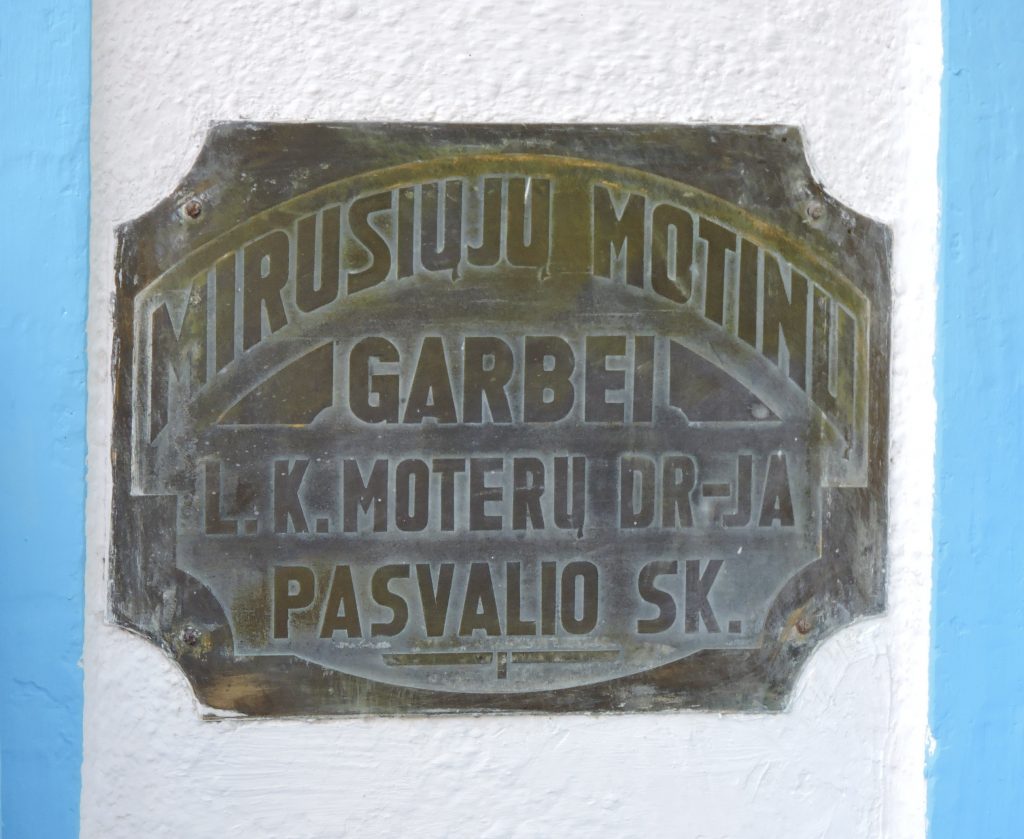 MIRUSIŲJŲ MOTINŲ
GARBEI
L.K.MOTERŲ DR-JA
PASVALIO SK.